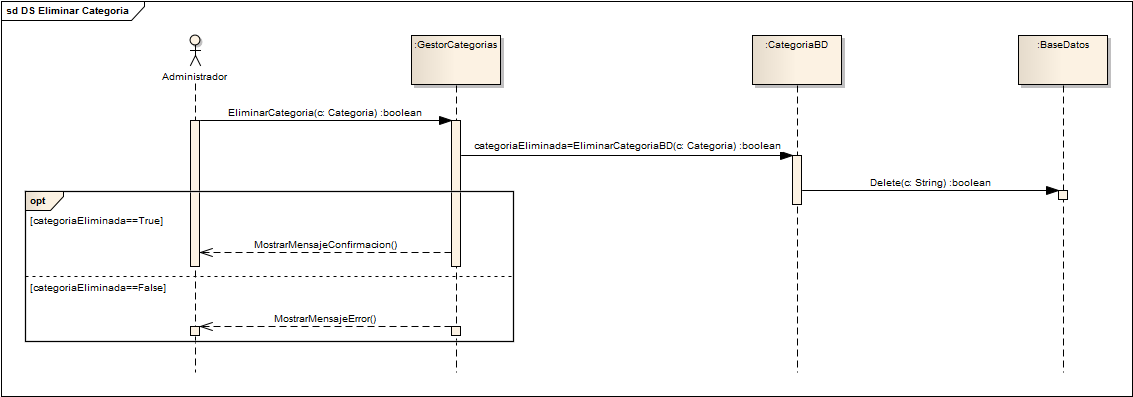 sd DS Eliminar Categoria
:GestorCategorias
:CategoriaBD
:BaseDatos
Administrador
EliminarCategoria(c: Categoria) :boolean
categoriaEliminada=EliminarCategoriaBD(c: Categoria) :boolean
Delete(c: String) :boolean
opt
[categoriaEliminada==True]
MostrarMensajeConfirmacion()
[categoriaEliminada==False]
MostrarMensajeError()